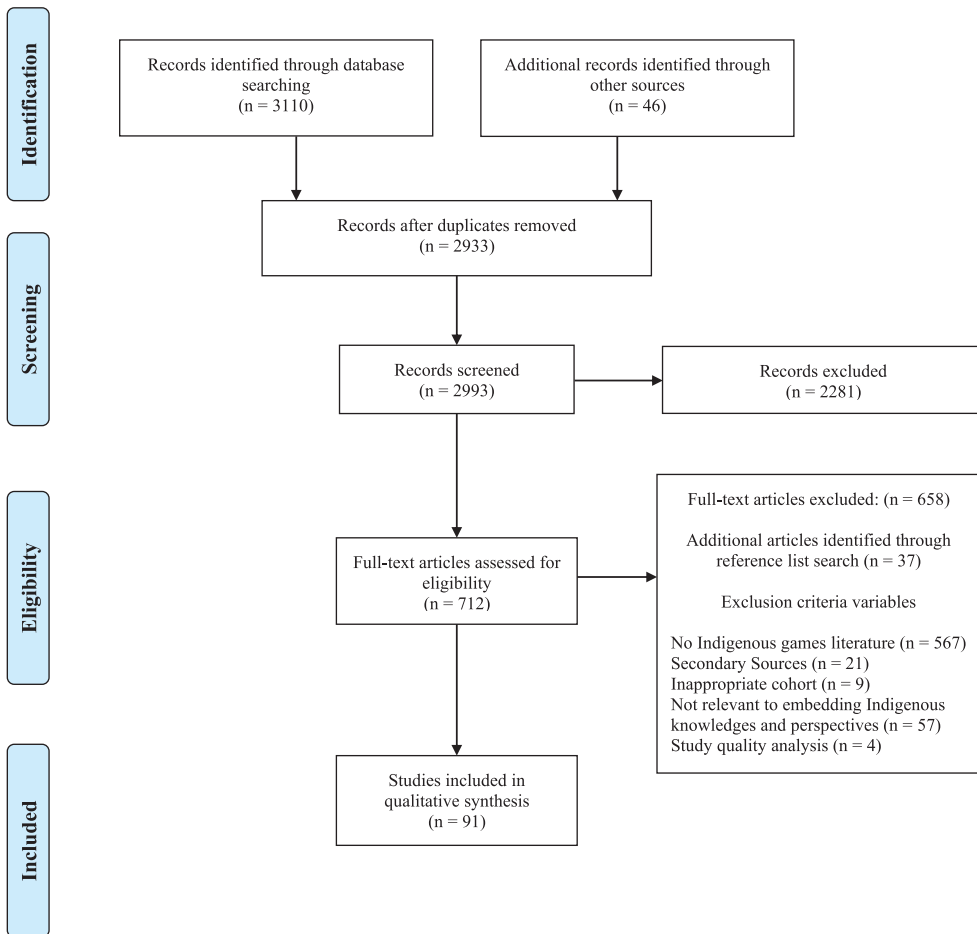 Identification
Records identified through database
searching
(n = 3110)
Additional records identified through
other sources
(n = 46)
Records after duplicates removed
(n = 2933)
Screening
Records screened
(n = 2993)
Records excluded
(n = 2281)
Eligibility
Full-text articles assessed for
eligibility
(n = 712)
Full-text articles excluded: (n = 658)
Additional articles identified through
reference list search (n = 37)
Exclusion criteria variables
No Indigenous games literature (n = 567)
Secondary Sources (n = 21)
Inappropriate cohort (n = 9)
Not relevant to embedding Indigenous
knowledges and perspectives (n = 57)
Study quality analysis (n = 4)
Included
Studies included in
qualitative synthesis
(n = 91)